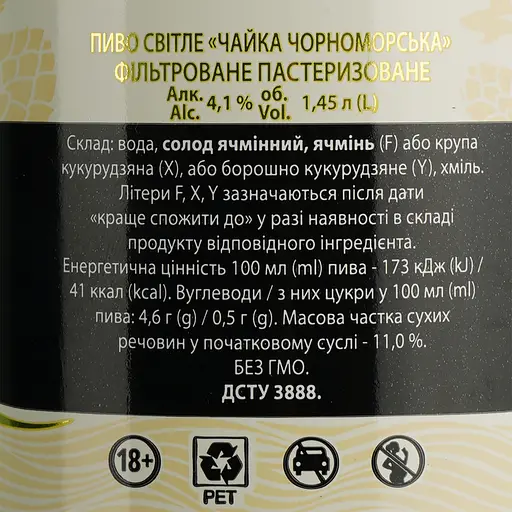 ПИВО СВІТЛЕ «ЧАЙКА ЧОРНОМОРСЬКА»
ФІЛЬТРОВАНЕ ПАСТЕРИЗОВАНЕ
Алк. 4,1 % об. 1,45 л (L)
Alc. Vol.
Склад: вода, солод ячмінний, ячмінь (F) або крупа
кукурудзяна (X), або борошно кукурудзяне (Y), хміль.
Літери F, X, Y зазначаються після дати
«краще спожити до» у разі наявності в складі
продукту відповідного інгредієнта.
Енергетична цінність 100 мл (ml) пива - 173 кДж (kJ) /
41 ккал (kcal). Вуглеводи / з них цукри у 100 мл (ml)
пива: 4,6 г (g) / 0,5 г (g). Масова частка сухих
речовин у початковому суслі - 11,0 %.
БЕЗ ГМО.
ДСТУ 3888.
18+
PET